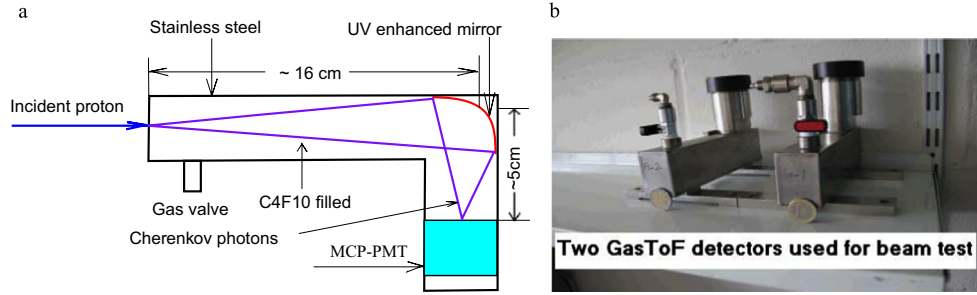 a
Stainless steel
UV enhanced mirror
~ 16 cm
Incident proton
~5cm
C4F10 filled
Gas valve
Cherenkov photons
MCP-PMT
b
Two GasToF detectors used for beam test